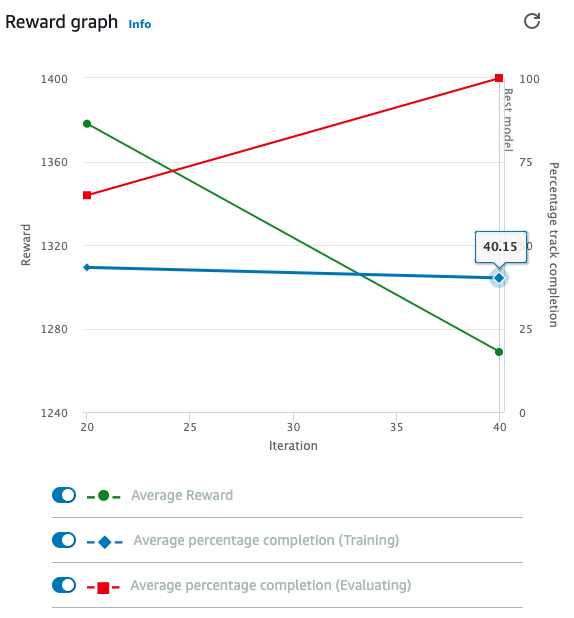 Reward graph Info
1400
1360
1320
1280
1240
Reward
100
75
50
25
0
Percentage track completion
Best model
40.15
20 25 30 35 40
Iteration
Average Reward
Average percentage completion (Training)
Average percentage completion (Evaluating)